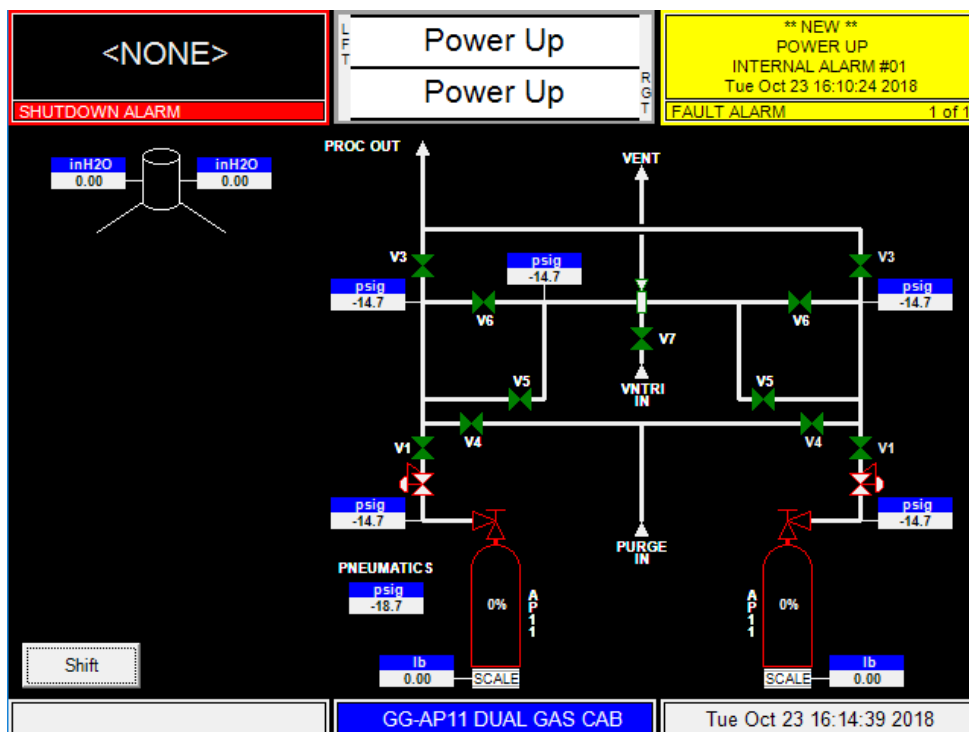 <NONE>
SHUTDOWN ALARM
LFT
Power Up
Power Up
RGT
** NEW **
POWER UP
INTERNAL ALARM #01
Tue Oct 23 16:10:24 2018
FAULT ALARM 1 of 1
inH2O
0.00
inH2O
0.00
PROC OUT
VENT
V3
V3
psig
-14.7
psig
-14.7
psig
-14.7
V6
V6
V7
VNTRI
IN
V5
V5
V4
V4
V1
V1
psig
-14.7
psig
-14.7
PURGE
IN
PNEUMATICS
psig
-18.7
0%
AP11
AP11
0%
Shift
lb
0.00
SCALE
SCALE
lb
0.00
GG-AP11 DUAL GAS CAB
Tue Oct 23 16:14:39 2018